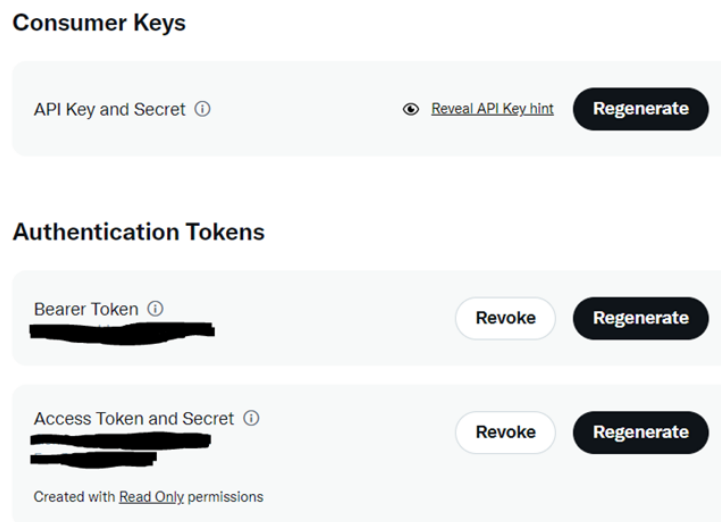 Consumer Keys
API Key and Secret
Reveal API Key hint
Regenerate
Authentication Tokens
Bearer Token
Revoke
Regenerate
Access Token and Secret
Revoke
Regenerate
Created with Read Only permissions